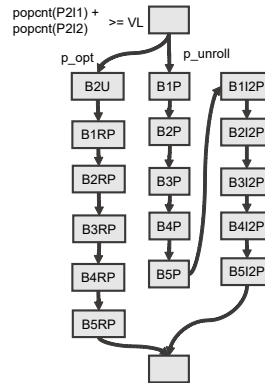 popcnt(P2I1) +
popcnt(P2I2) >= VL
p_opt
p_unroll
B2U
B1RP
B2RP
B3RP
B4RP
B5RP
B1P
B2P
B3P
B4P
B5P
B1I2P
B2I2P
B3I2P
B4I2P
B5I2P